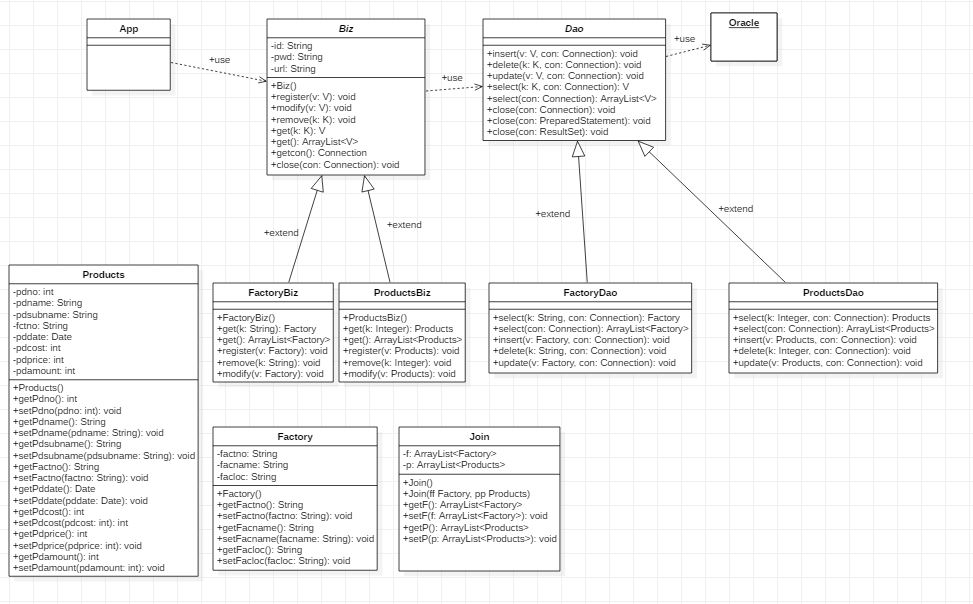 App
Biz
-id: String
-pwd: String
-url: String
+Biz()
+register(v: V): void
+modify(v: V): void
+remove(k: K): void
+get(k: K): V
+get(): ArrayList<V>
+getcon(): Connection
+close(con: Connection): void
Dao
+insert(v: V, con: Connection): void
+delete(k: K, con: Connection): void
+update(v: V, con: Connection): void
+select(k: K, con: Connection): V
+select(con: Connection): ArrayList<V>
+close(con: Connection): void
+close(con: PreparedStatement): void
+close(con: ResultSet): void
Oracle
+use
+use
+use
+extend
+extend
+extend
+extend
Products
-pdno: int
-pdname: String
-pdsubname: String
-fctno: String
-pddate: Date
-pdcost: int
-pdprice: int
-pdamount: int
+Products()
+getPdno(): int
+setPdno(pdno: int): void
+getPdname(): String
+setPdname(pdname: String): void
+getPdsubname(): String
+setPdsubname(pdsubname: String): void
+getFactno(): String
+setFactno(factno: String): void
+getPddate(): Date
+setPddate(pddate: Date): void
+getPdcost(): int
+setPdcost(pdcost: int): int
+getPdprice(): int
+setPdprice(pdprice: int): void
+getPdamount(): int
+setPdamount(pdamount: int): void
FactoryBiz
+FactoryBiz()
+get(k: String): Factory
+get(): ArrayList<Factory>
+register(v: Factory): void
+remove(k: String): void
+modify(v: Factory): void
ProductsBiz
+ProductsBiz()
+get(k: Integer): Products
+get(): ArrayList<Products>
+register(v: Products): void
+remove(k: Integer): void
+modify(v: Products): void
FactoryDao
+select(k: String, con: Connection): Factory
+select(con: Connection): ArrayList<Factory>
+insert(v: Factory, con: Connection): void
+delete(k: String, con: Connection): void
+update(v: Factory, con: Connection): void
ProductsDao
+select(k: Integer, con: Connection): Products
+select(con: Connection): ArrayList<Products>
+insert(v: Products, con: Connection): void
+delete(k: Integer, con: Connection): void
+update(v: Products, con: Connection): void
Factory
-factno: String
-facname: String
-facloc: String
+Factory()
+getFactno(): String
+setFactno(factno: String): void
+getFacname(): String
+setFacname(facname: String): void
+getFacloc(): String
+setFacloc(facloc: String): void
Join
-f: ArrayList<Factory>
-p: ArrayList<Products>
+Join()
+Join(ff Factory, pp Products)
+getF(): ArrayList<Factory>
+setF(f: ArrayList<Factory>): void
+getP(): ArrayList<Products>
+setP(p: ArrayList<Products>): void